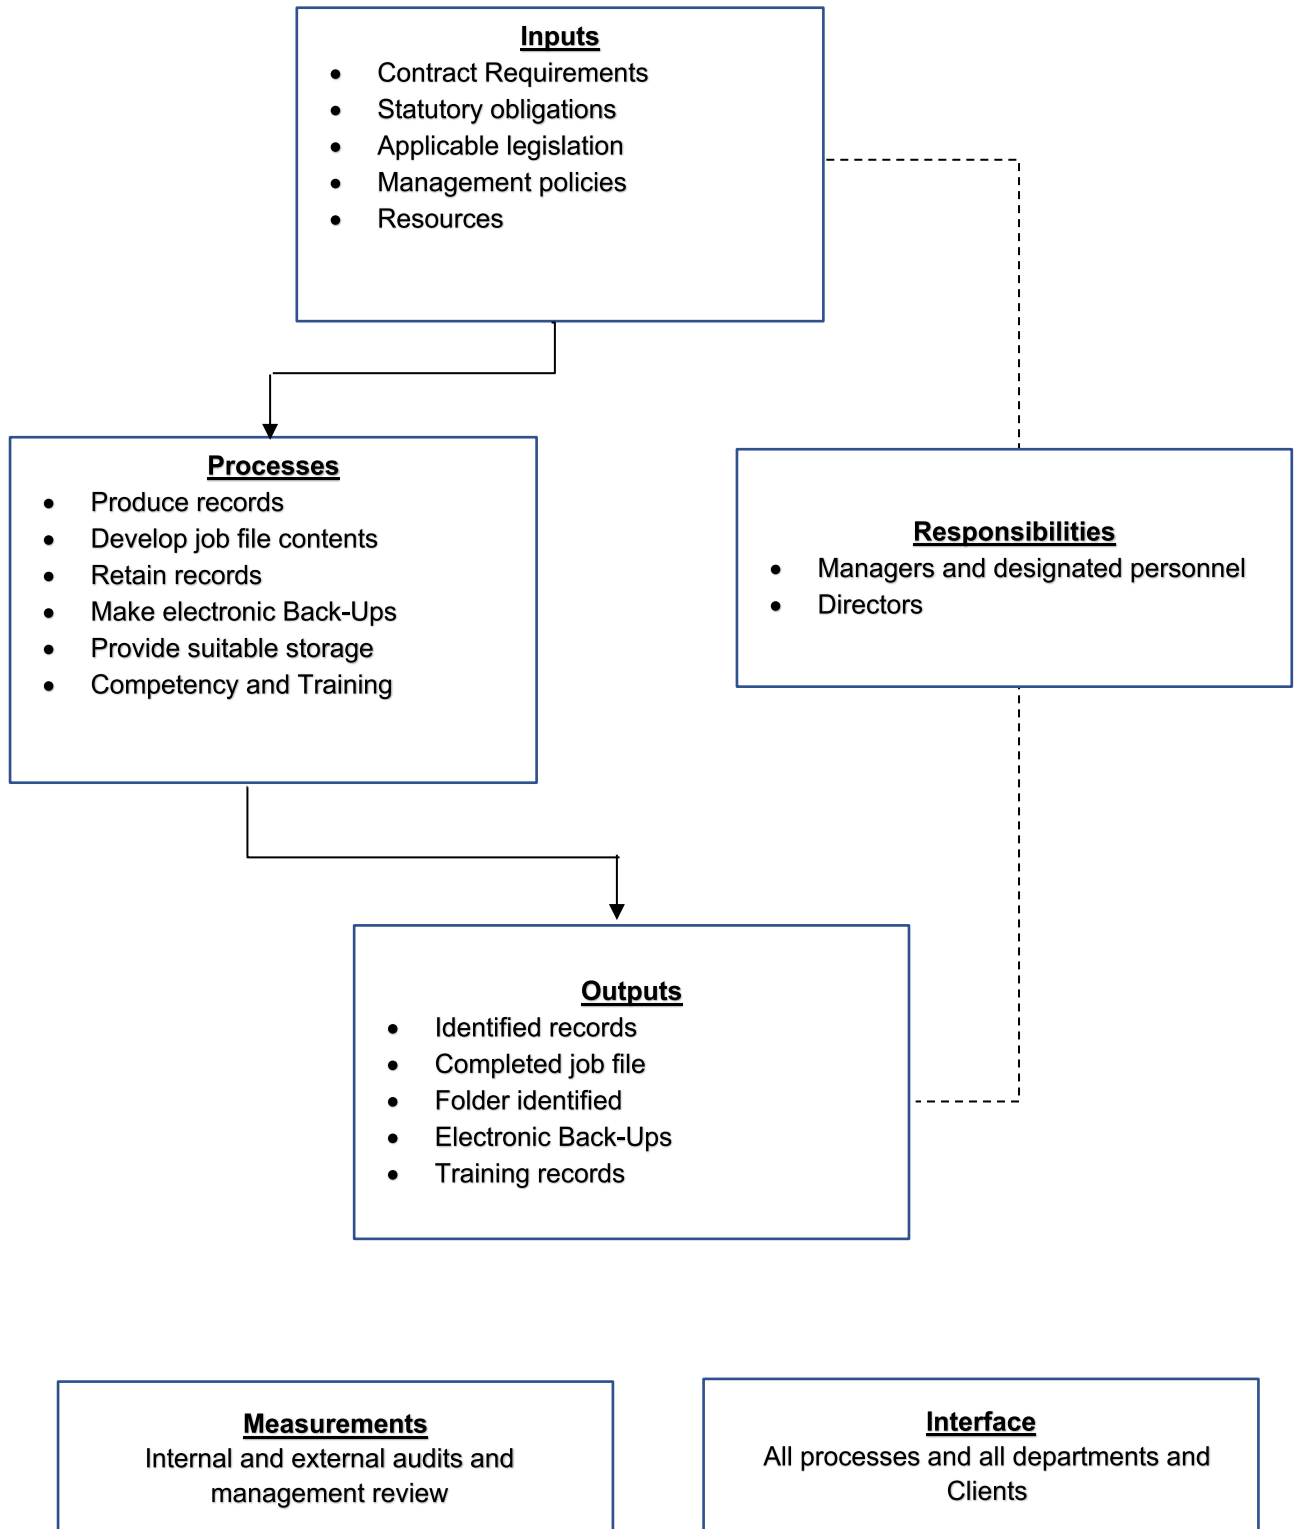 Inputs
• Contract Requirements
• Statutory obligations
• Applicable legislation
• Management policies
• Resources
Processes
• Produce records
• Develop job file contents
• Retain records
• Make electronic Back-Ups
• Provide suitable storage
• Competency and Training
Responsibilities
• Managers and designated personnel
• Directors
Outputs
• Identified records
• Completed job file
• Folder identified
• Electronic Back-Ups
• Training records
Measurements
Internal and external audits and
management review
Interface
All processes and all departments and
Clients